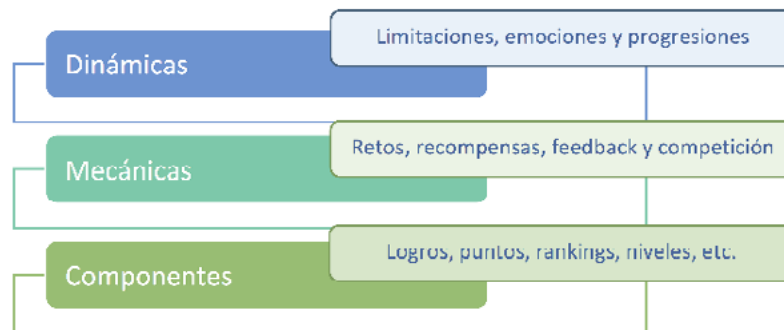 Limitaciones, emociones y progresiones
Dinámicas
Retos, recompensas, feedback y competición
Mecánicas
Logros, puntos, rankings, niveles, etc.
Componentes